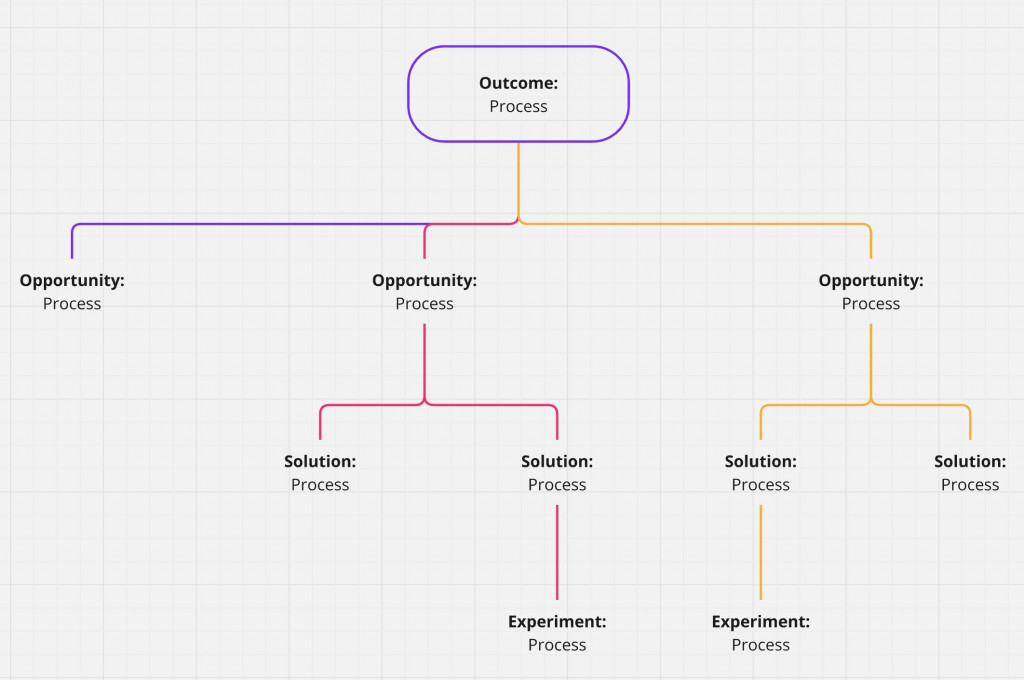 Outcome:
Process
Opportunity:
Process
Opportunity:
Process
Opportunity:
Process
Solution:
Process
Solution:
Process
Solution:
Process
Solution:
Process
Experiment:
Process
Experiment:
Process